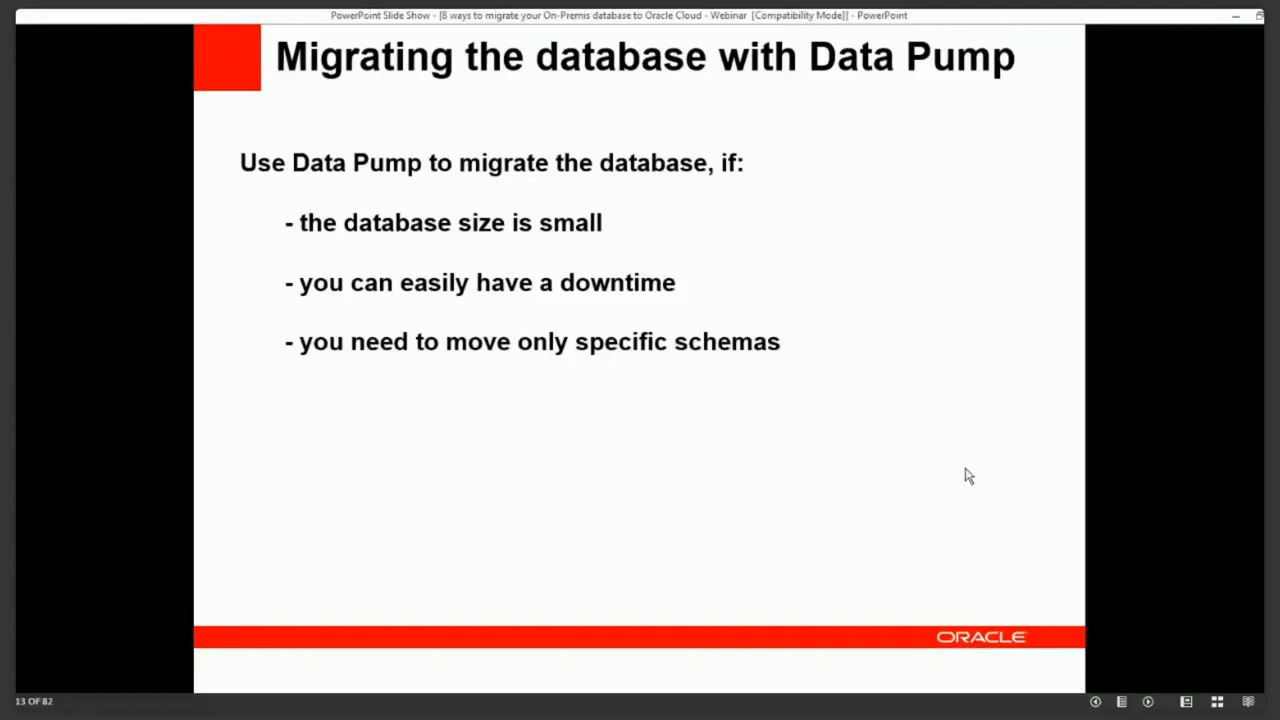 PowerPoint Slide Show - [8 ways to migrate your On-Premis database to Oracle Cloud - Webinar [Compatibility Mode]] - PowerPoint
Migrating the database with Data Pump
Use Data Pump to migrate the database, if:
- the database size is small
- you can easily have a downtime
- you need to move only specific schemas
ORACLE
13 OF 82